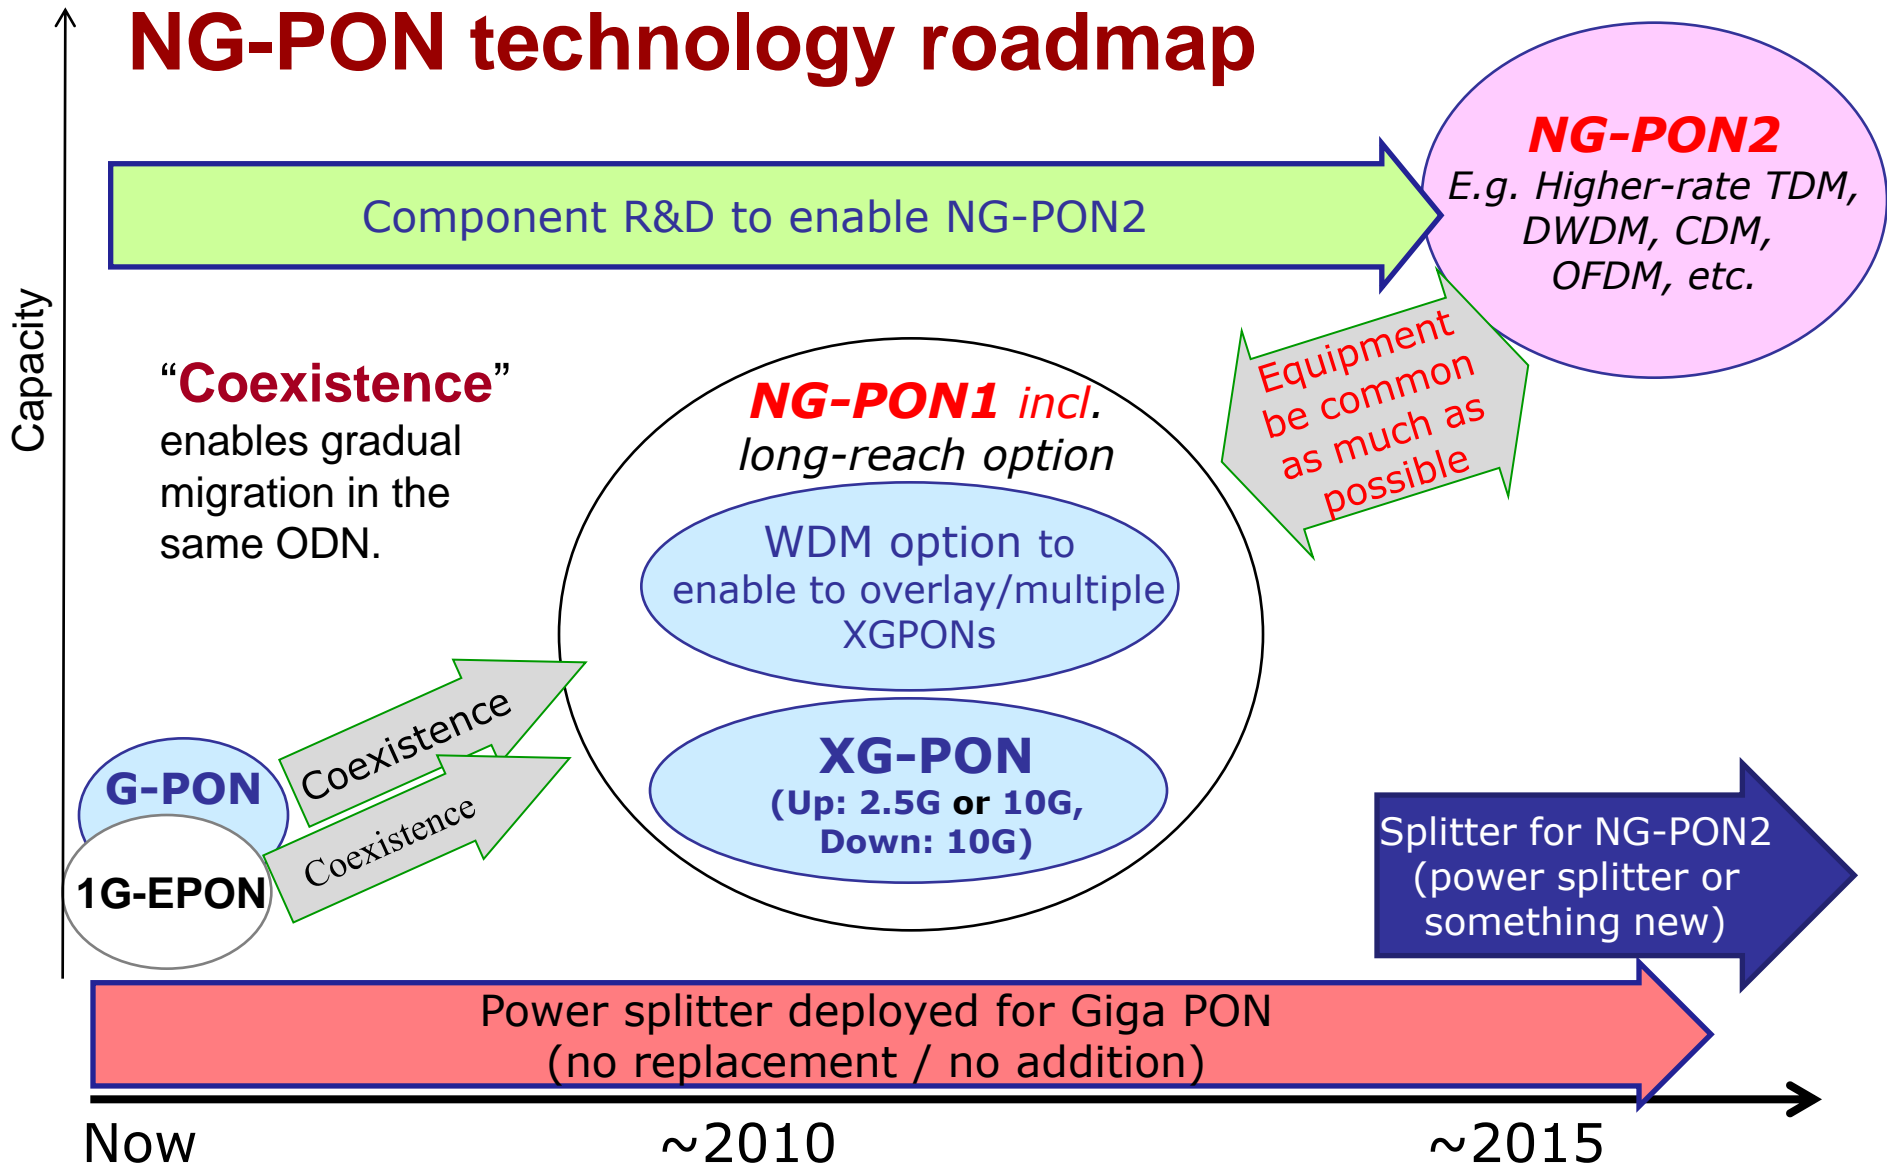 NG-PON technology roadmap
NG-PON2
E.g. Higher-rate TDM,
DWDM, CDM,
OFDM, etc.
Component R&D to enable NG-PON2
Capacity
“Coexistence”
enables gradual
migration in the
same ODN.
Equipment
be common
as much as
possible
NG-PON1 incl.
long-reach option
WDM option to
enable to overlay/multiple
XGPONs
XG-PON
(Up: 2.5G or 10G,
Down: 10G)
Coexistence
Coexistence
G-PON
1G-EPON
Splitter for NG-PON2
(power splitter or
something new)
Power splitter deployed for Giga PON
(no replacement / no addition)
Now
~2010
~2015